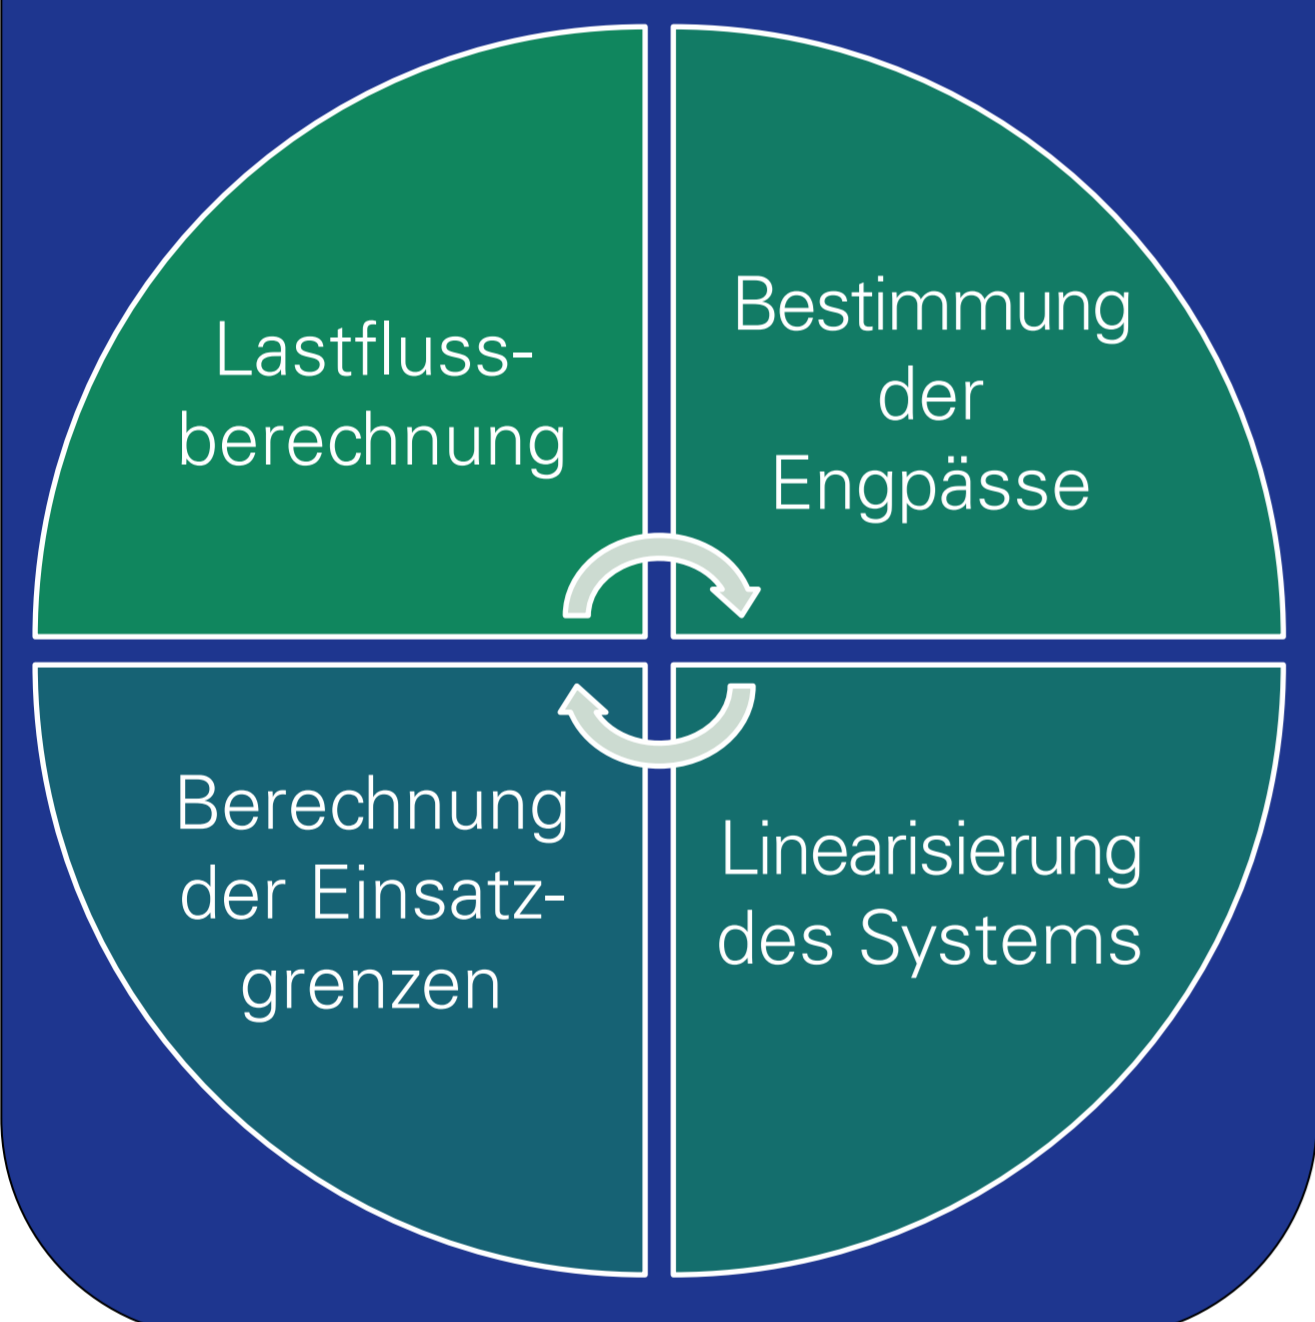 Lastfluss-
berechnung
Bestimmung
der
Engpässe
Linearisierung
des Systems
Berechnung
der Einsatz-
grenzen